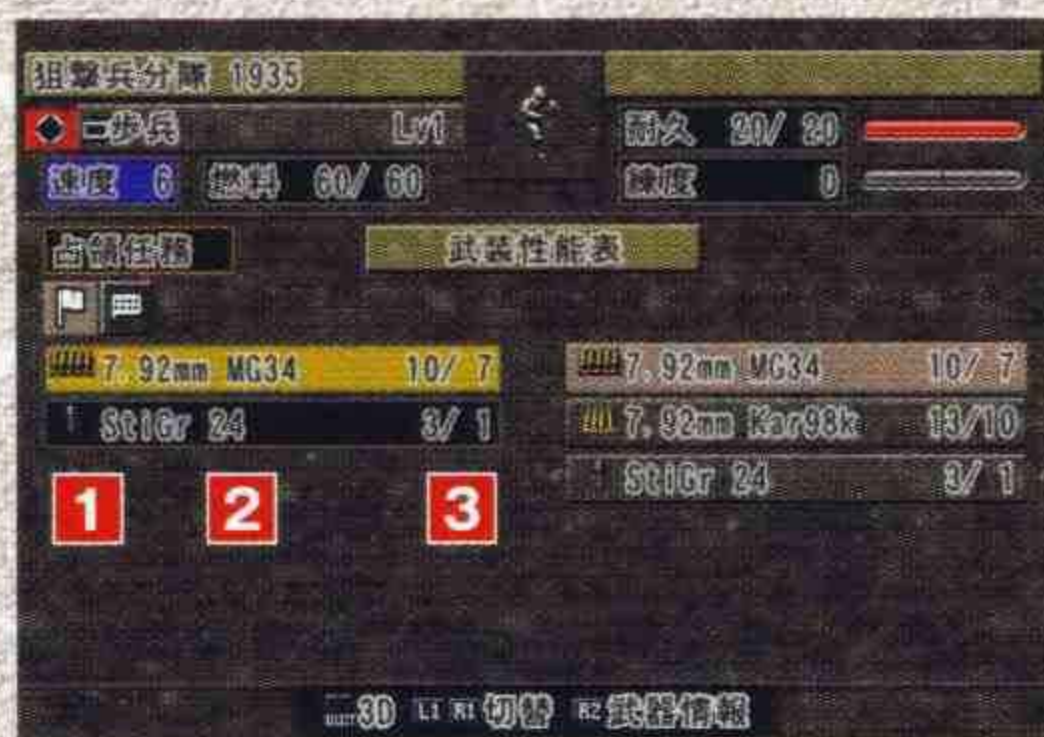 狙撃兵分隊 1935
歩兵 Lv1 耐久 20/ 20
速度 6 燃料 60/ 60 練度 0
占領任務 武装性能表
7.92mm MG34 10/ 7 7.92mm MG34 10/ 7
StiGr 24 3/ 1 7.92mm Kar98k 13/10
StiGr 24 3/ 1
1 2 3
3D L1 R1 切替 R2 武器情報